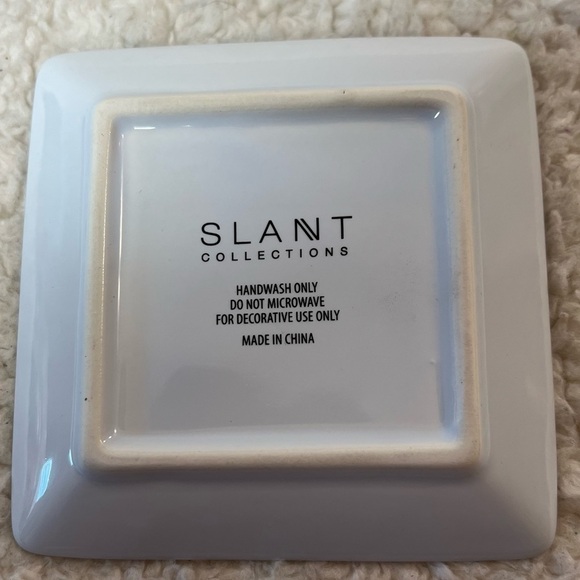 SLANT
COLLECTIONS
HANDWASH ONLY
DO NOT MICROWAVE
FOR DECORATIVE USE ONLY
MADE IN CHINA